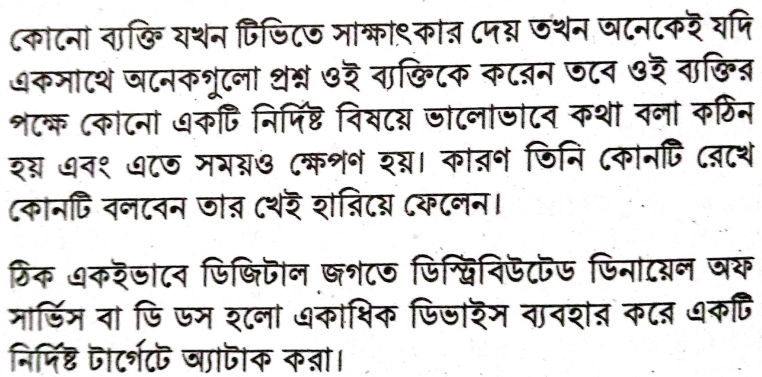 কোনো ব্যক্তি যখন টিভিতে সাক্ষাৎকার দেয় তখন অনেকেই যদি
একসাথে অনেকগুলো প্রশ্ন ওই ব্যক্তিকে করেন তবে ওই ব্যক্তির
পক্ষে কোনো একটি নির্দিষ্ট বিষয়ে ভালোভাবে কথা বলা কঠিন
হয় এবং এতে সময়ও ক্ষেপণ হয়। কারণ তিনি কোনটি রেখে
কোনটি বলবেন তার খেই হারিয়ে ফেলেন।
ঠিক একইভাবে ডিজিটাল জগতে ডিস্ট্রিবিউটেড ডিনায়েল অফ
সার্ভিস বা ডি ডস হলো একাধিক ডিভাইস ব্যবহার করে একটি
নির্দিষ্ট টার্গেটে অ্যাটাক করা।